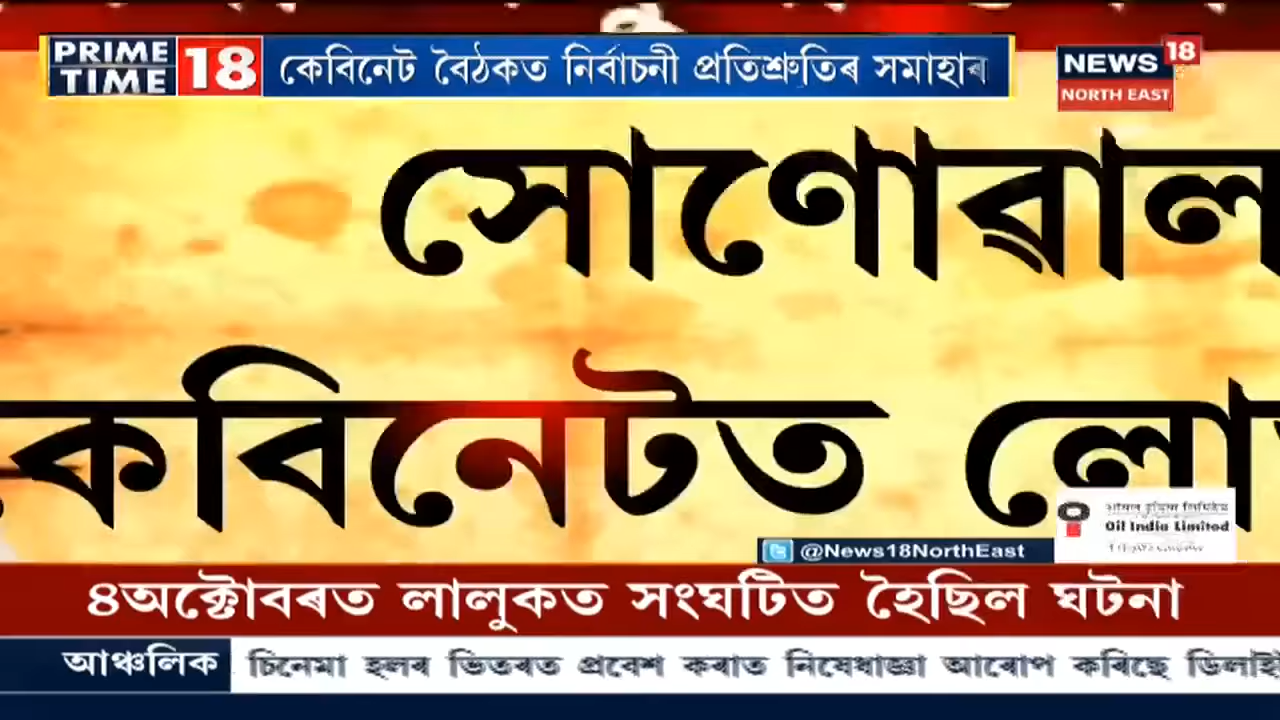 PRIME TIME 18
কেবিনেট বৈঠকত নিৰ্বাচনী প্ৰতিশ্ৰুতিৰ সমাহাৰ
NEWS 18
NORTH EAST
সোণোৱাল
কেবিনেটত
Oil India Limited
@News18NorthEast
৪অক্টোবৰত লালুকত সংঘটিত হৈছিল ঘটনা
আঞ্চলিক
চিনেমা হলৰ ভিতৰত প্ৰবেশ কৰাত নিষেধাজ্ঞা আৰোপ কৰিছে